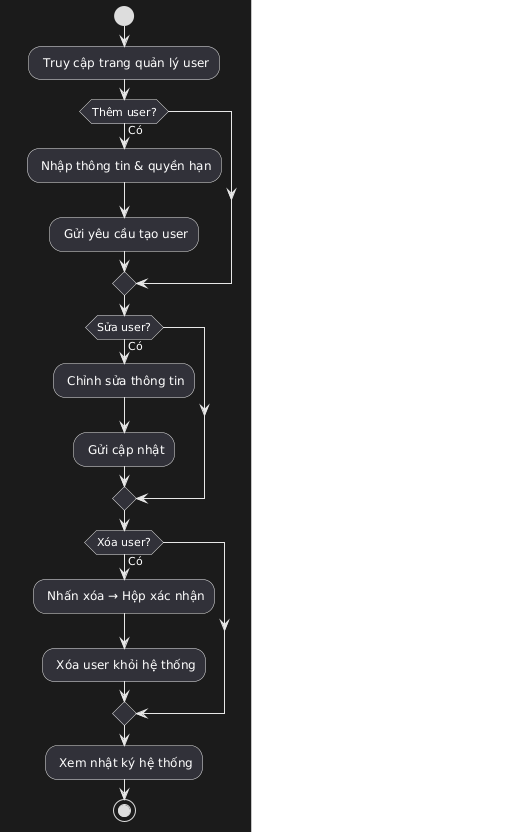 Truy cập trang quản lý user
Thêm user?
Có
Nhập thông tin & quyền hạn
Gửi yêu cầu tạo user
Sửa user?
Có
Chỉnh sửa thông tin
Gửi cập nhật
Xóa user?
Có
Nhấn xóa → Hộp xác nhận
Xóa user khỏi hệ thống
Xem nhật ký hệ thống